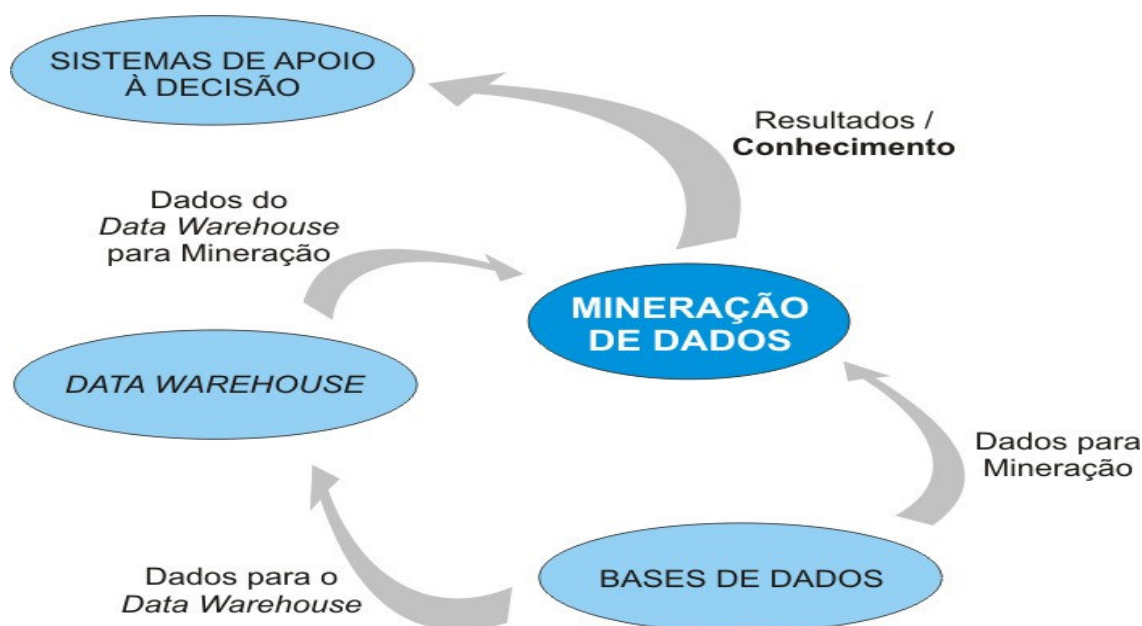 SISTEMAS DE APOIO
À DECISÃO
Resultados /
Conhecimento
Dados do
Data Warehouse
para Mineração
MINERAÇÃO
DE DADOS
DATA WAREHOUSE
Dados para
Mineração
Dados para o
Data Warehouse
BASES DE DADOS